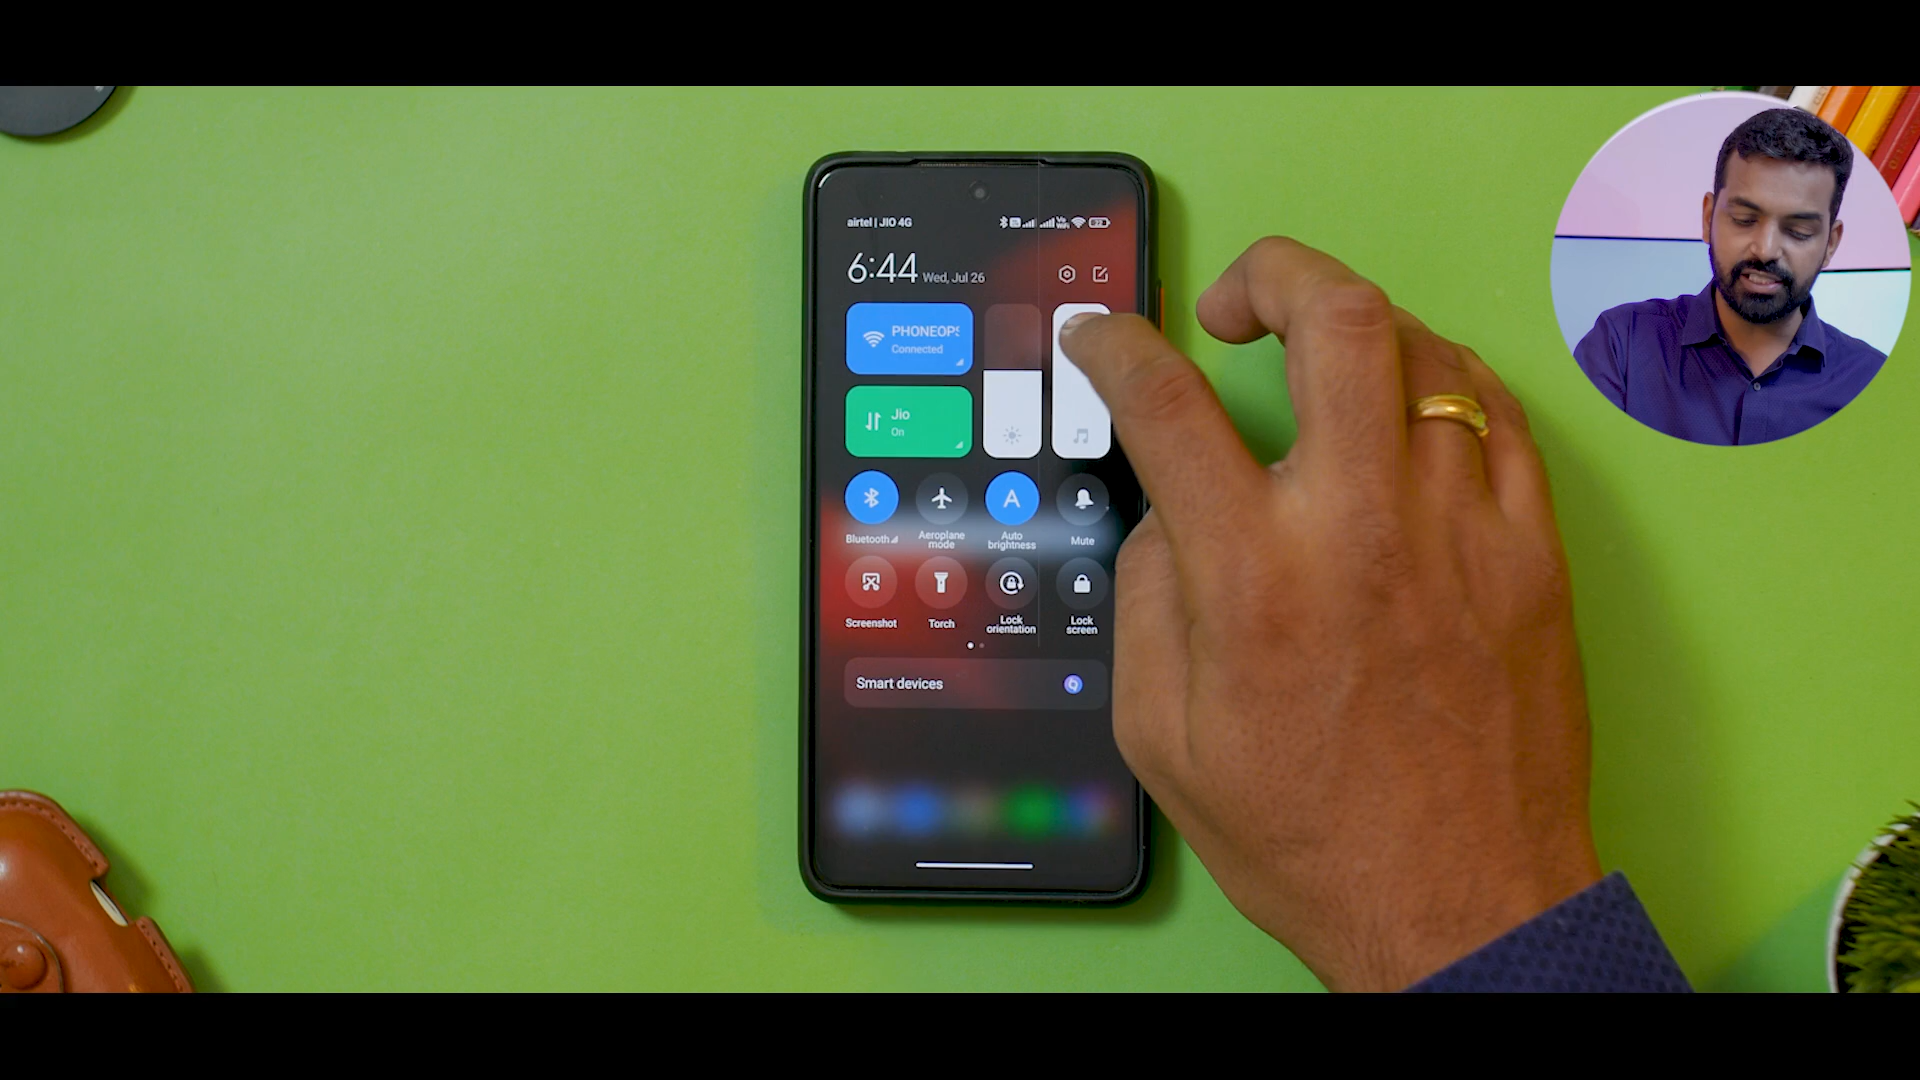 airtel | JIO 4G
6:44 Wed, Jul 26
PHONEOPS
Connected
Jio
On
A
Bluetooth
Aeroplane
mode
Auto
brightness
Mute
Screenshot
Torch
Lock
orientation
Lock
screen
Smart devices